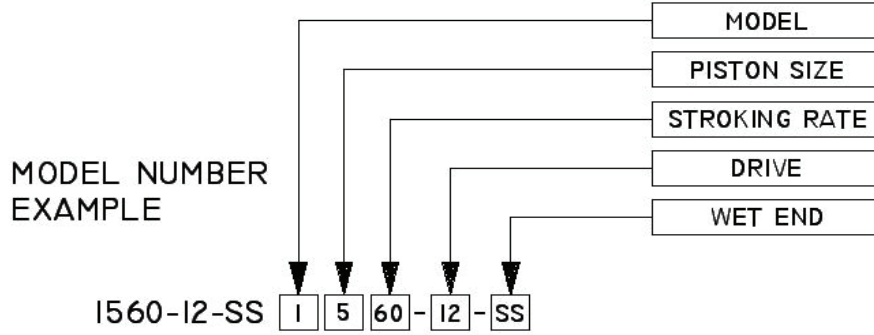 MODEL
PISTON SIZE
STROKING RATE
DRIVE
WET END
MODEL NUMBER
EXAMPLE
1560-12-SS 1 5 60 - 12 - SS